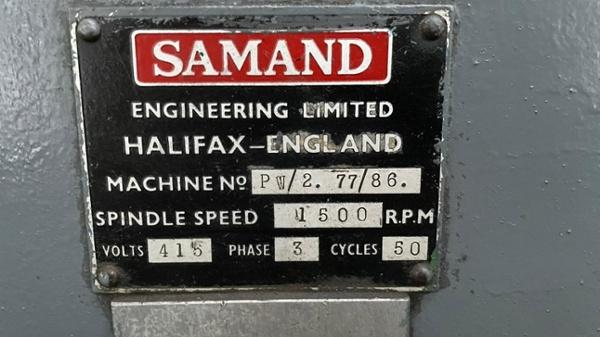 SAMAND
ENGINEERING LIMITED
HALIFAX-ENGLAND
MACHINE Nº PW/2. 77/86.
SPINDLE SPEED 1500 R.P.M
VOLTS 415 PHASE 3 CYCLES 50